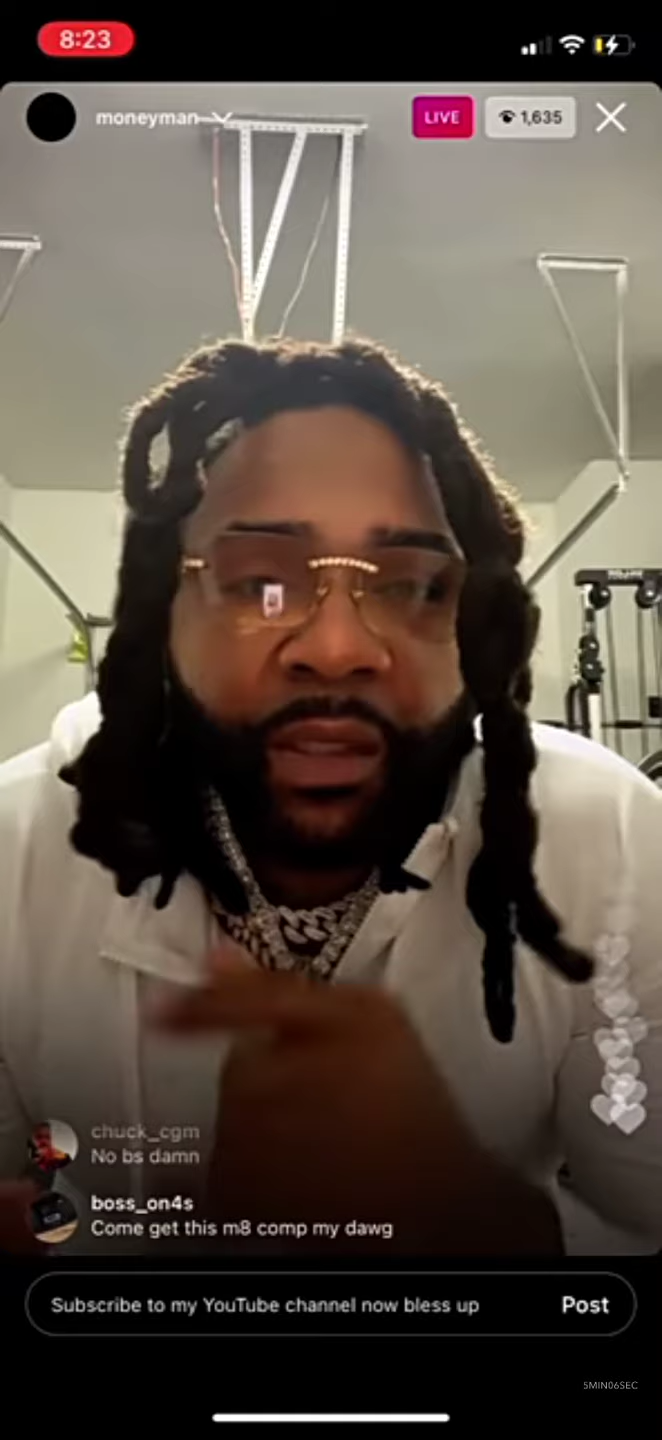 8:23
moneyman
LIVE
1,635
chuck_cgm
No bs damn
boss_on4s
Come get this m8 comp my dawg
Subscribe to my YouTube channel now bless up
Post
5MIN06SEC